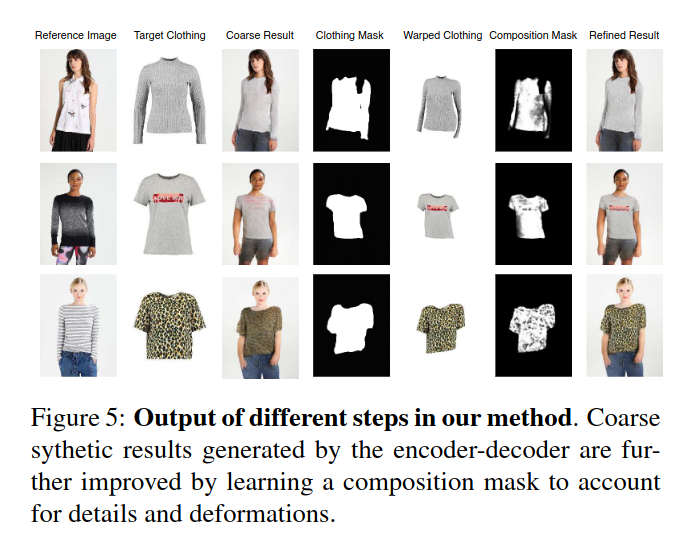 Reference Image Target Clothing Coarse Result Clothing Mask Warped Clothing Composition Mask Refined Result
Figure 5: Output of different steps in our method. Coarse
sythetic results generated by the encoder-decoder are fur-
ther improved by learning a composition mask to account
for details and deformations.